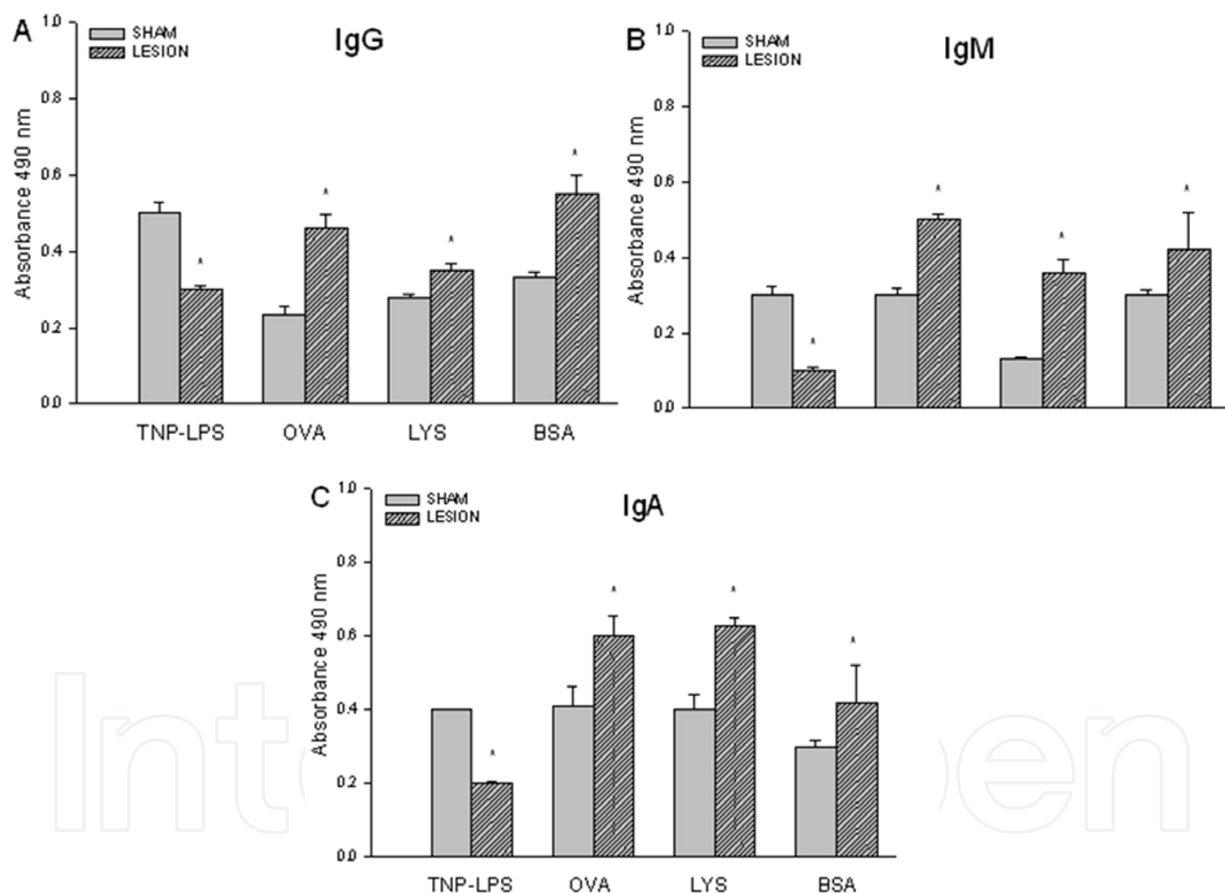 A
IgG
SHAM
LESION
Absorbance 490 nm
1.0
0.8
0.6
0.4
0.2
0.0
TNP-LPS OVA LYS BSA
B
IgM
SHAM
LESION
Absorbance 490 nm
1.0
0.8
0.6
0.4
0.2
0.0
C
IgA
SHAM
LESION
Absorbance 490 nm
1.0
0.8
0.6
0.4
0.2
0.0
TNP-LPS OVA LYS BSA